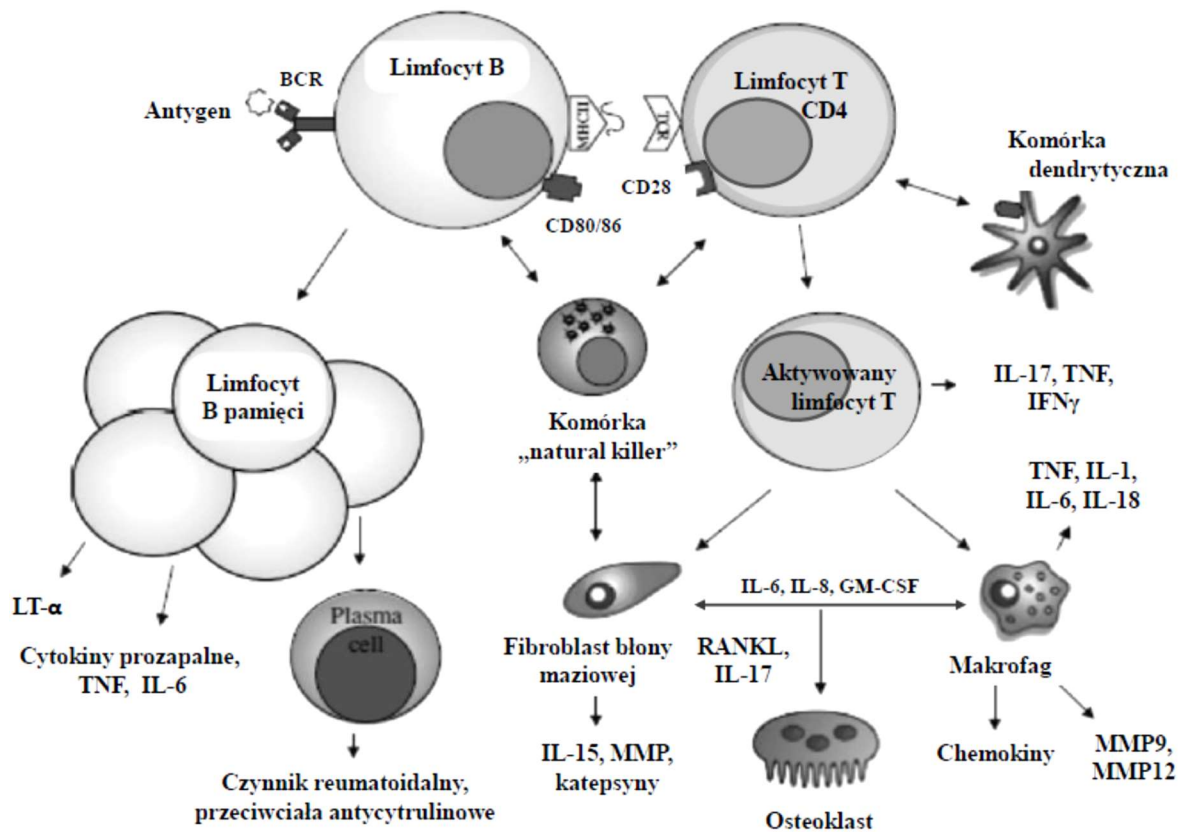 Limfocyt B
BCR
Antygen
MHCII
TCR
Limfocyt T
CD4
CD28
CD80/86
Komórka
dendrytyczna
Limfocyt
B pamięci
Komórka
„natural killer”
Aktywowany
limfocyt T
IL-17, TNF,
IFNγ
TNF, IL-1,
IL-6, IL-18
LT-α
Cytokiny prozapalne,
TNF, IL-6
Plasma
cell
Czynnik reumatoidalny,
przeciwciała antycytrulinowe
Fibroblast błony
maziowej
IL-15, MMP,
katepsyny
IL-6, IL-8, GM-CSF
RANKL,
IL-17
Osteoklast
Makrofag
Chemokiny
MMP9,
MMP12